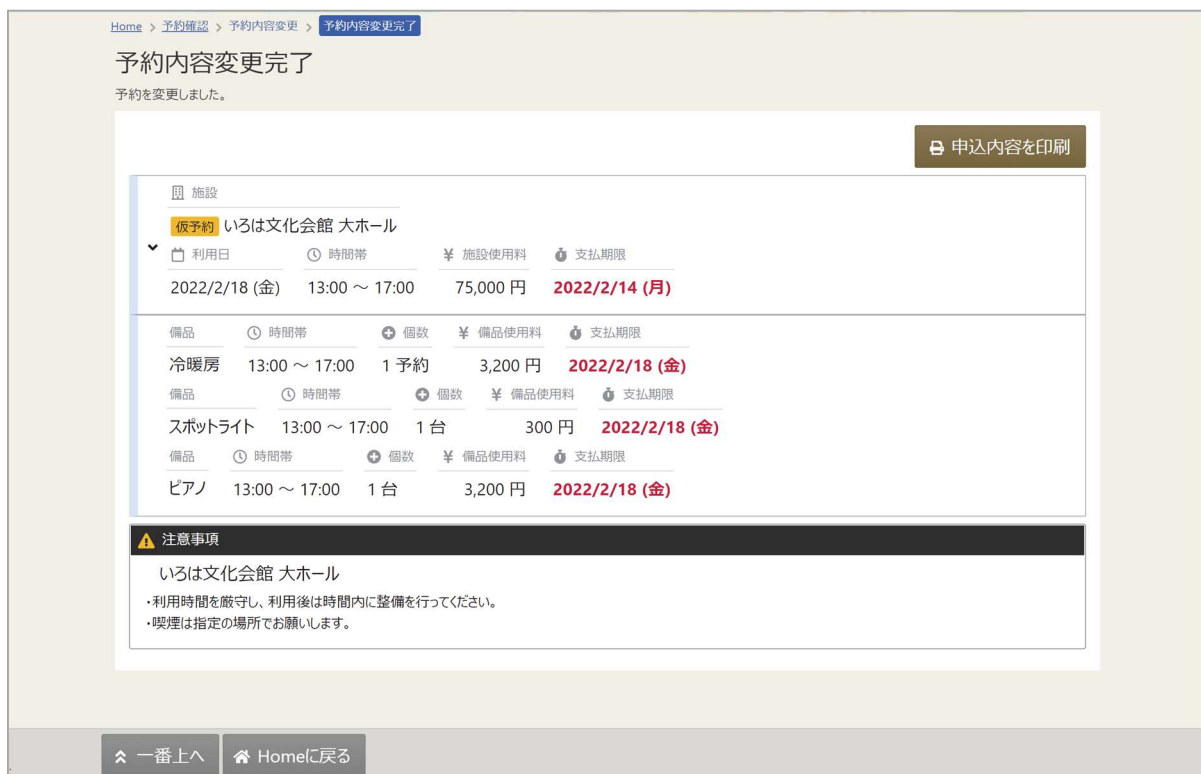 Home > 予約確認 > 予約内容変更 > 予約内容変更完了
予約内容変更完了
予約を変更しました。
申込内容を印刷
施設
仮予約 いろは文化会館 大ホール
利用日 時間帯 ¥ 施設使用料 支払期限
2022/2/18 (金) 13:00 ～ 17:00 75,000 円 2022/2/14 (月)
備品 時間帯 個数 ¥ 備品使用料 支払期限
冷暖房 13:00 ～ 17:00 1 予約 3,200 円 2022/2/18 (金)
備品 時間帯 個数 ¥ 備品使用料 支払期限
スポットライト 13:00 ～ 17:00 1 台 300 円 2022/2/18 (金)
備品 時間帯 個数 ¥ 備品使用料 支払期限
ピアノ 13:00 ～ 17:00 1 台 3,200 円 2022/2/18 (金)
注意事項
いろは文化会館 大ホール
・利用時間を厳守し、利用後は時間内に整備を行ってください。
・喫煙は指定の場所でお願いします。
一番上へ Homeに戻る